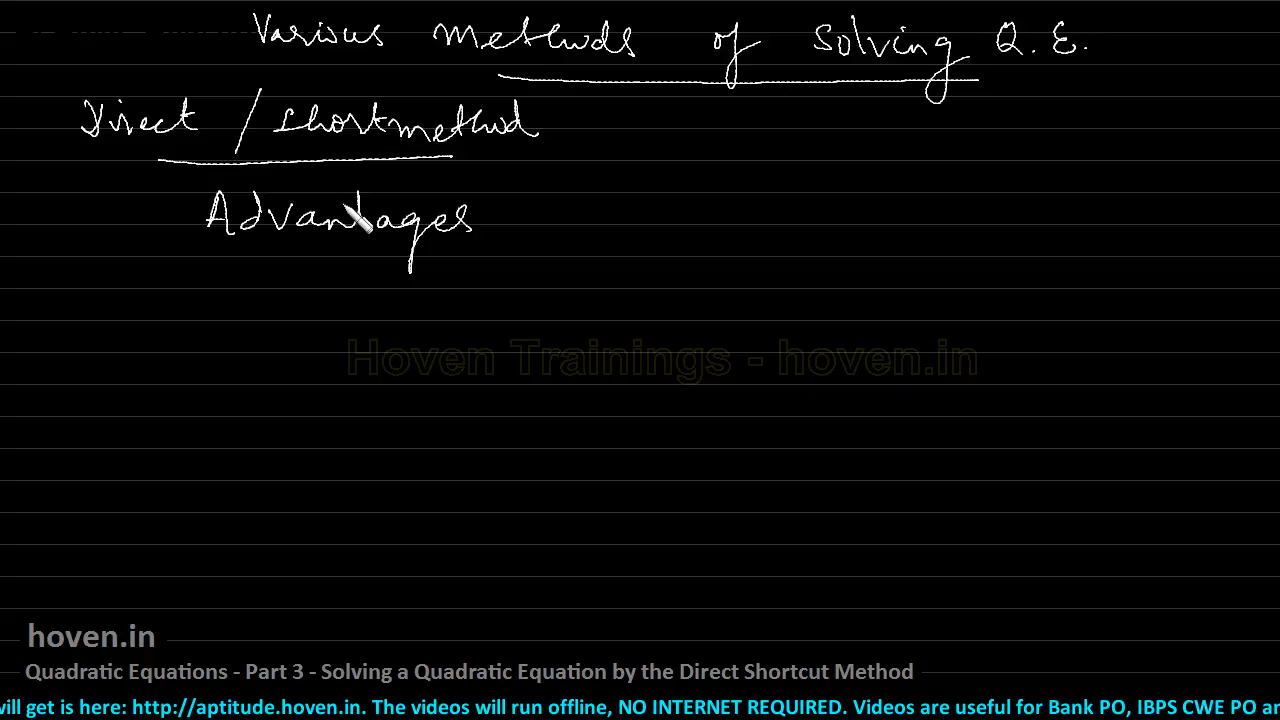 Various methods of solving Q. E.
Direct / shortmethod
Advantages
Hoven Trainings - hoven.in
hoven.in
Quadratic Equations - Part 3 - Solving a Quadratic Equation by the Direct Shortcut Method
will get is here: http://aptitude.hoven.in. The videos will run offline, NO INTERNET REQUIRED. Videos are useful for Bank PO, IBPS CWE PO